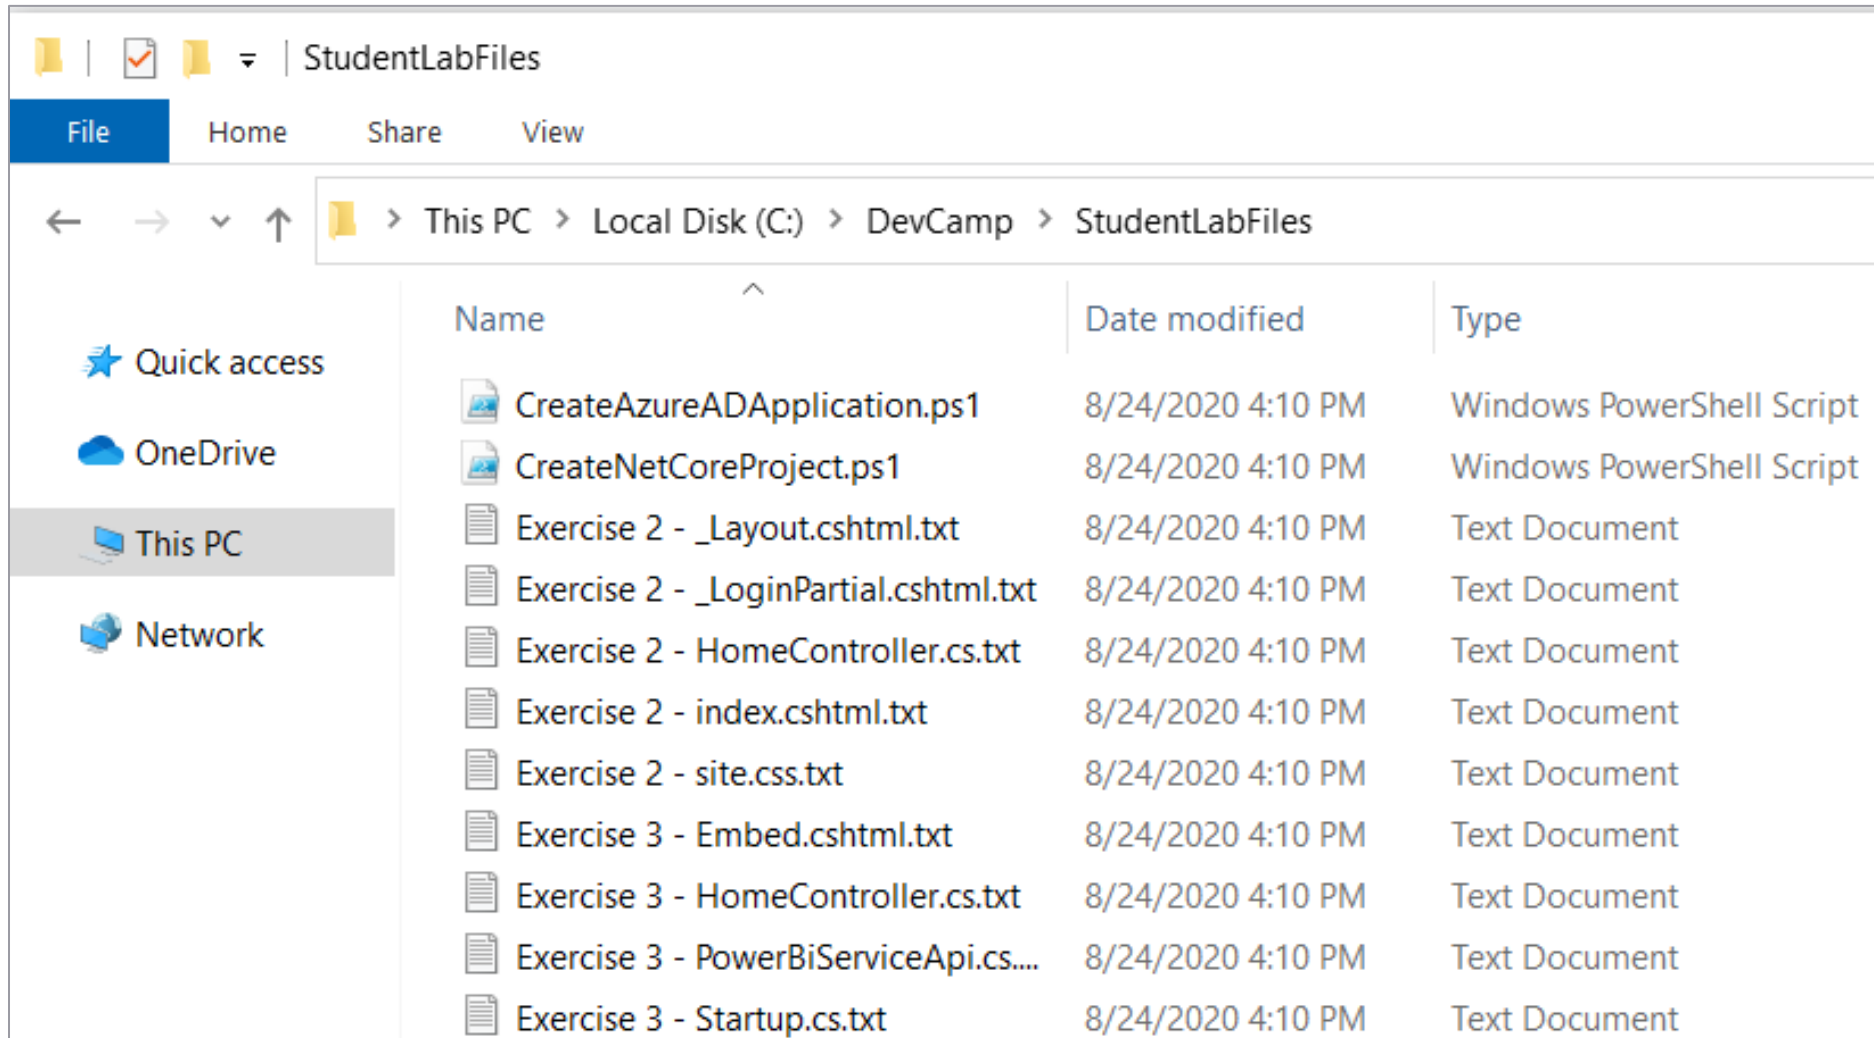 StudentLabFiles
File Home Share View
This PC > Local Disk (C:) > DevCamp > StudentLabFiles
Name Date modified Type
Quick access
OneDrive
This PC
Network
CreateAzureADApplication.ps1 8/24/2020 4:10 PM Windows PowerShell Script
CreateNetCoreProject.ps1 8/24/2020 4:10 PM Windows PowerShell Script
Exercise 2 - _Layout.cshtml.txt 8/24/2020 4:10 PM Text Document
Exercise 2 - _LoginPartial.cshtml.txt 8/24/2020 4:10 PM Text Document
Exercise 2 - HomeController.cs.txt 8/24/2020 4:10 PM Text Document
Exercise 2 - index.cshtml.txt 8/24/2020 4:10 PM Text Document
Exercise 2 - site.css.txt 8/24/2020 4:10 PM Text Document
Exercise 3 - Embed.cshtml.txt 8/24/2020 4:10 PM Text Document
Exercise 3 - HomeController.cs.txt 8/24/2020 4:10 PM Text Document
Exercise 3 - PowerBiServiceApi.cs.... 8/24/2020 4:10 PM Text Document
Exercise 3 - Startup.cs.txt 8/24/2020 4:10 PM Text Document